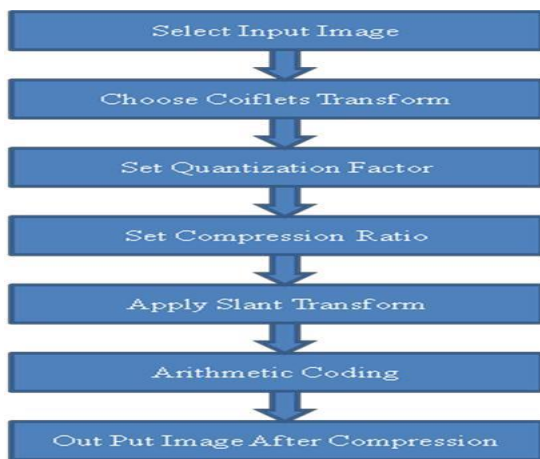 Select Input Image
Choose Coiflets Transform
Set Quantization Factor
Set Compression Ratio
Apply Slant Transform
Arithmetic Coding
Out Put Image After Compression